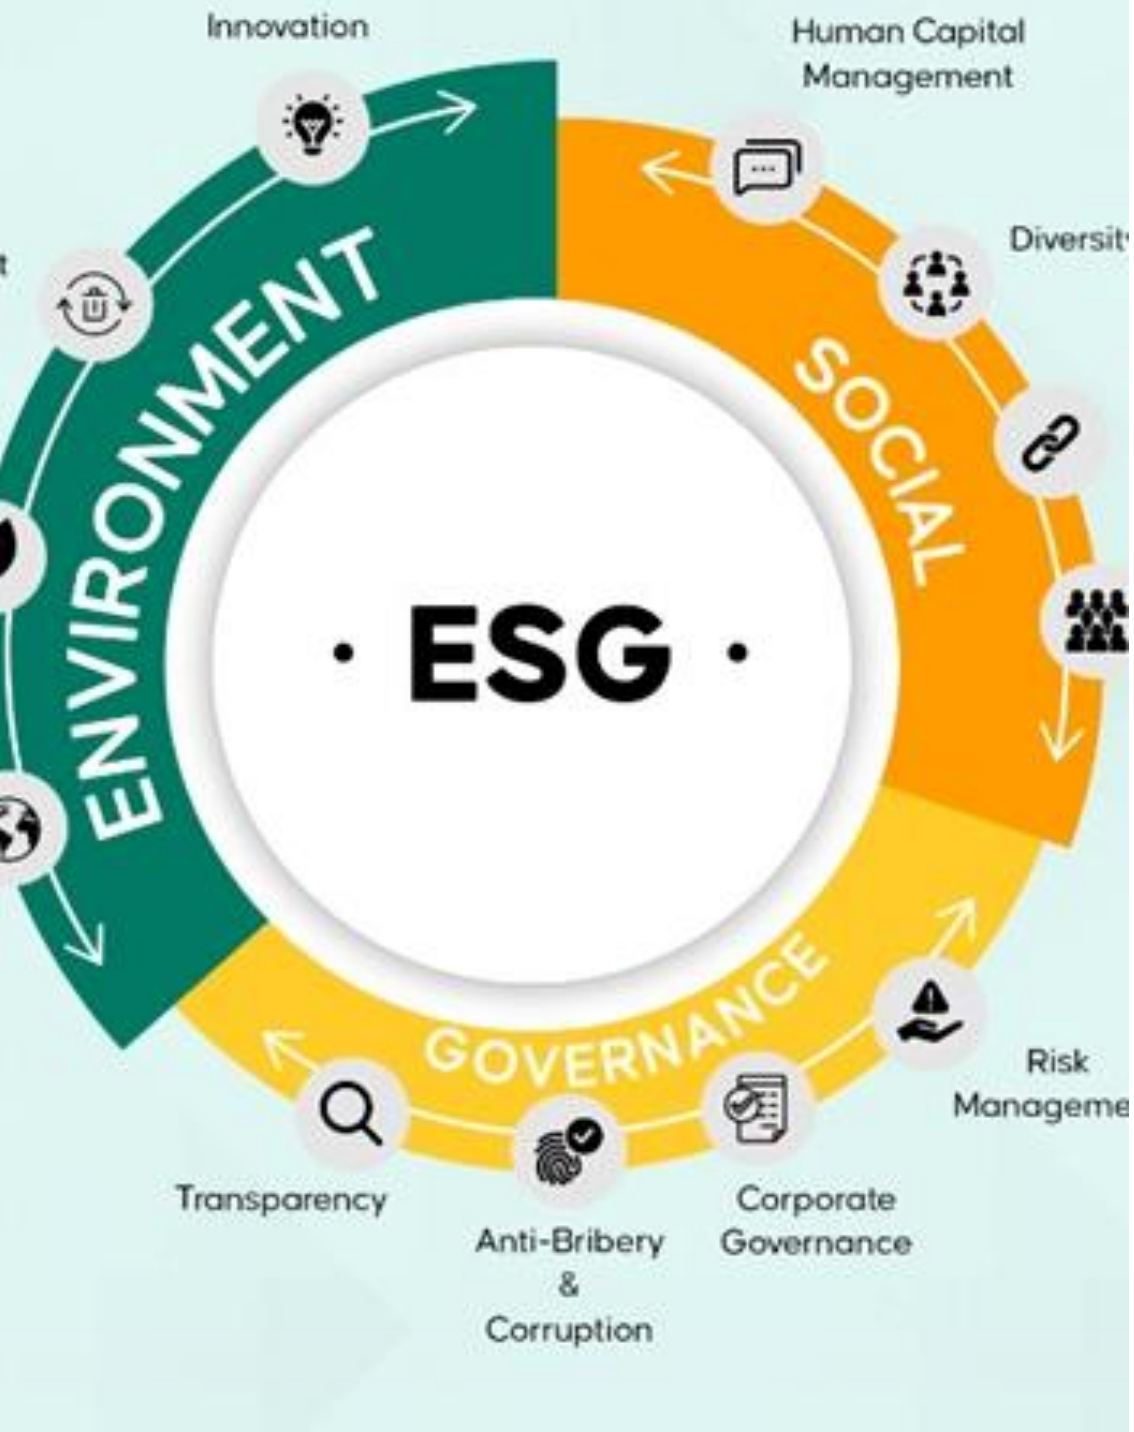 Innovation
Human Capital
Management
ENVIRONMENT
SOCIAL
ESG
GOVERNANCE
Risk
Transparency
Corporate
Governance
Anti-Bribery
&
Corruption